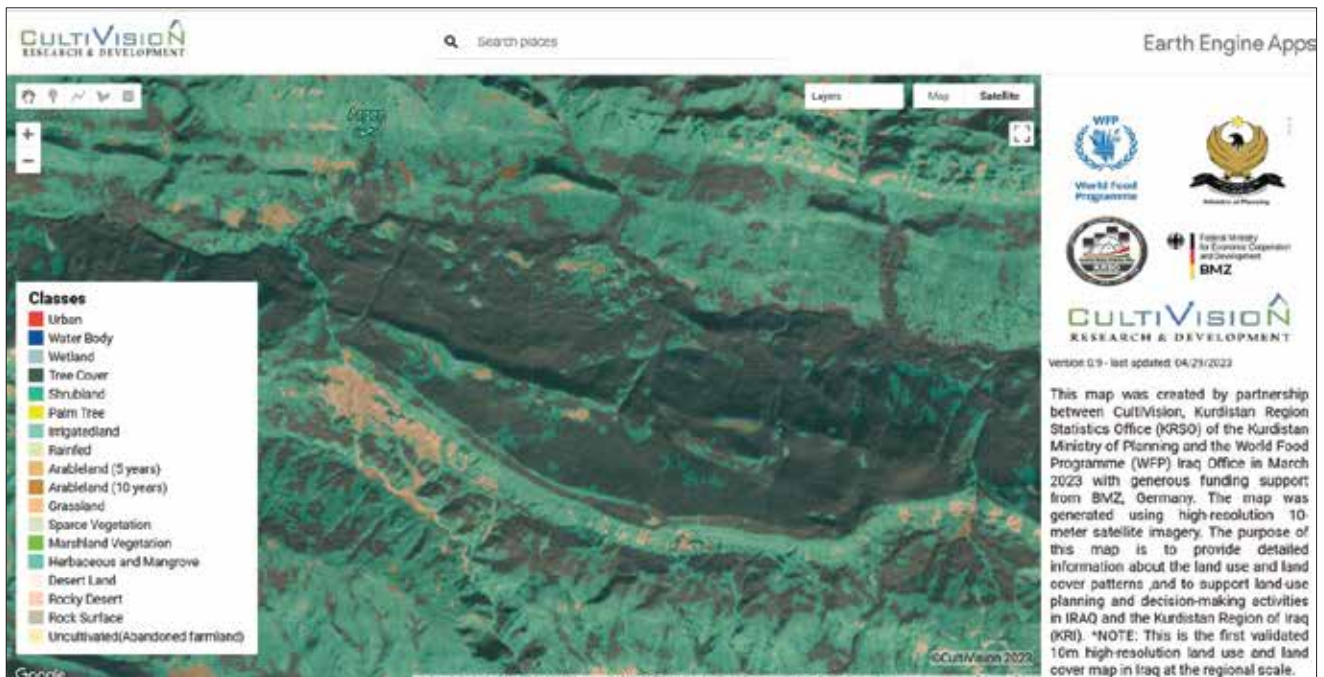 CULTIVISION
RESEARCH & DEVELOPMENT
Search places
Earth Engine Apps
Layers
Map
Satellite
+
−
WFP
World Food
Programme
Ministry of Planning
KRSO
Federal Ministry
for Economic Cooperation
and Development
BMZ
CULTIVISION
RESEARCH & DEVELOPMENT
Version 0.9 - last updated: 04/29/2023
This map was created by partnership
between CultiVision, Kurdistan Region
Statistics Office (KRSO) of the Kurdistan
Ministry of Planning and the World Food
Programme (WFP) Iraq Office in March
2023 with generous funding support
from BMZ, Germany. The map was
generated using high-resolution 10-
meter satellite imagery. The purpose of
this map is to provide detailed
information about the land use and land
cover patterns ,and to support land-use
planning and decision-making activities
in IRAQ and the Kurdistan Region of Iraq
(KRI). *NOTE: This is the first validated
10m high-resolution land use and land
cover map in Iraq at the regional scale.
Classes
Urban
Water Body
Wetland
Tree Cover
Shrubland
Palm Tree
Irrigatedland
Rainfed
Arableland (5 years)
Arableland (10 years)
Grassland
Sparce Vegetation
Marshland Vegetation
Herbaceous and Mangrove
Desert Land
Rocky Desert
Rock Surface
Uncultivated(Abandoned farmland)
Google
©CultiVision 2023